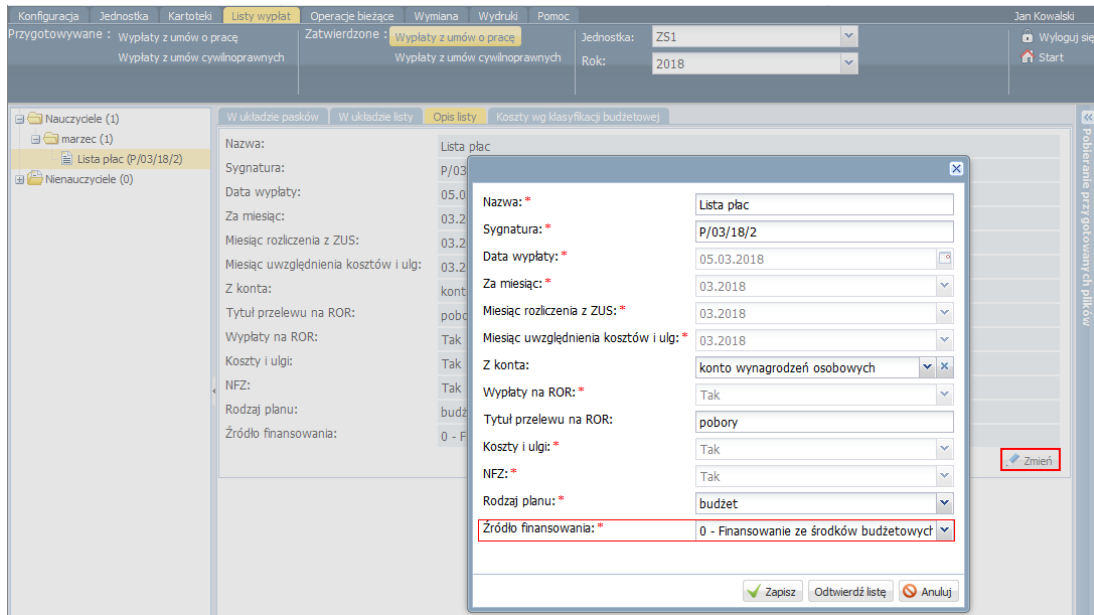 Konfiguracja Jednostka Kartoteki Listy wypłat Operacje bieżące Wymiana Wydruki Pomoc Jan Kowalski
Przygotowywane : Wypłaty z umów o pracę Zatwierdzone : Wypłaty z umów o pracę Jednostka: ZS1 Wyloguj się
Wypłaty z umów cywilnoprawnych Wypłaty z umów cywilnoprawnych Rok: 2018 Start
Nauczyciele (1)
marzec (1)
Lista płac (P/03/18/2)
Nienauczyciele (0)
W układzie pasków W układzie listy Opis listy Koszty wg klasyfikacji budżetowej
Nazwa: Lista płac
Sygnatura: P/03
Data wypłaty: 05.0
Za miesiąc: 03.2
Miesiąc rozliczenia z ZUS: 03.2
Miesiąc uwzględnienia kosztów i ulg: 03.2
Z konta: kont
Tytuł przelewu na ROR: pobo
Wypłaty na ROR: Tak
Koszty i ulgi: Tak
NFZ: Tak
Rodzaj planu: budż
Źródło finansowania: 0 - F
Zmień
Nazwa: * Lista płac
Sygnatura: * P/03/18/2
Data wypłaty: * 05.03.2018
Za miesiąc: * 03.2018
Miesiąc rozliczenia z ZUS: * 03.2018
Miesiąc uwzględnienia kosztów i ulg: * 03.2018
Z konta: konto wynagrodzeń osobowych
Wypłaty na ROR: * Tak
Tytuł przelewu na ROR: pobory
Koszty i ulgi: * Tak
NFZ: * Tak
Rodzaj planu: * budżet
Źródło finansowania: * 0 - Finansowanie ze środków budżetowych
Zapisz Odtwierdź listę Anuluj
Pobieranie przygotowanych plików